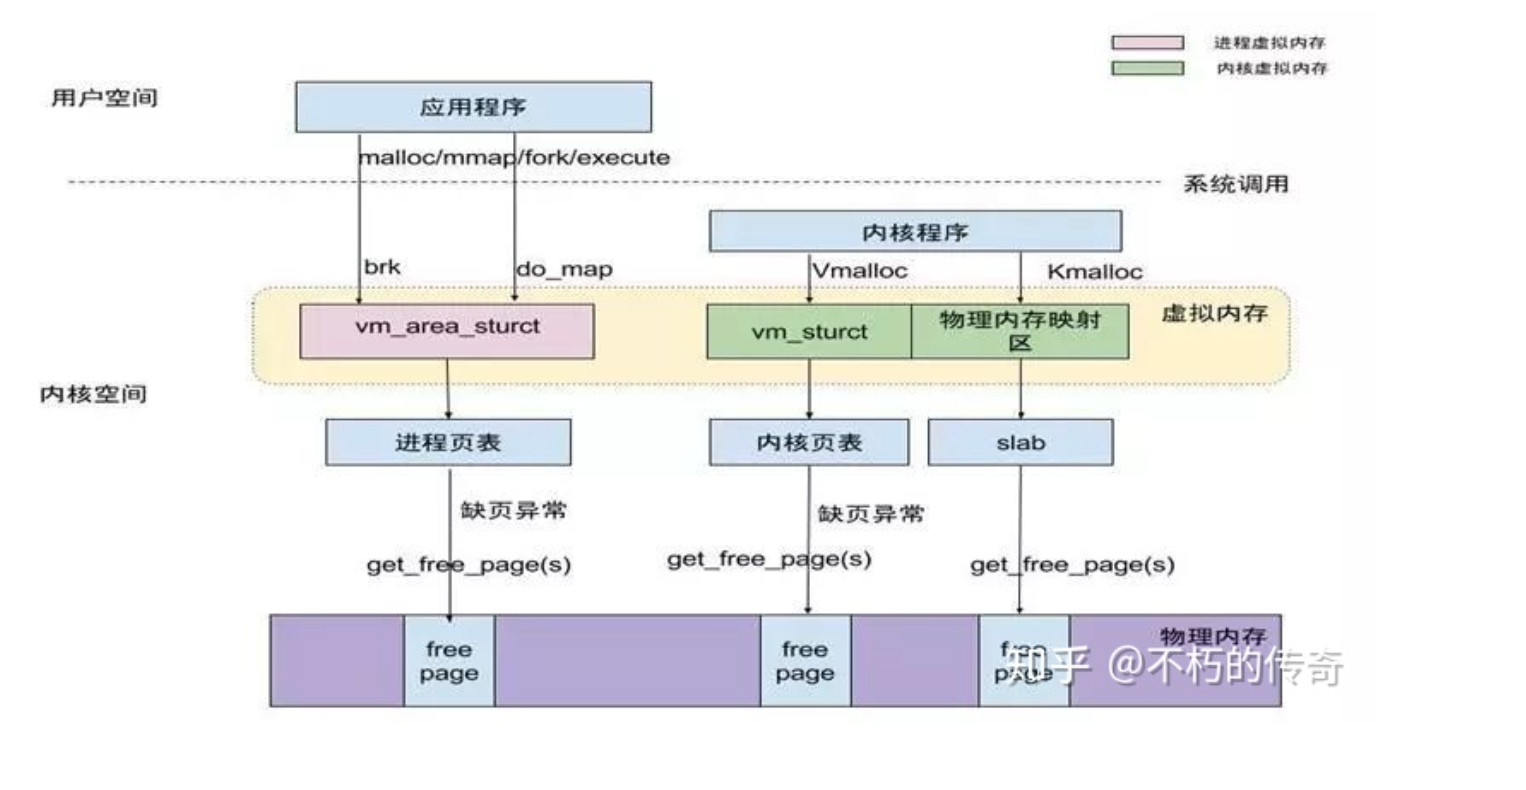 进程虚拟内存
内核虚拟内存
用户空间
应用程序
malloc/mmap/fork/execute
系统调用
内核程序
brk
do_map
Vmalloc
Kmalloc
vm_area_sturct
vm_sturct
物理内存映射
区
虚拟内存
内核空间
进程页表
内核页表
slab
缺页异常
缺页异常
get_free_page(s)
get_free_page(s)
get_free_page(s)
free
page
free
page
free
page
物理内存
知乎 @不朽的传奇